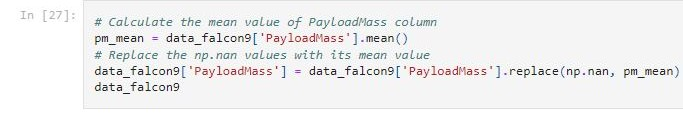 In [27]:
# Calculate the mean value of PayloadMass column
pm_mean = data_falcon9['PayloadMass'].mean()
# Replace the np.nan values with its mean value
data_falcon9['PayloadMass'] = data_falcon9['PayloadMass'].replace(np.nan, pm_mean)
data_falcon9